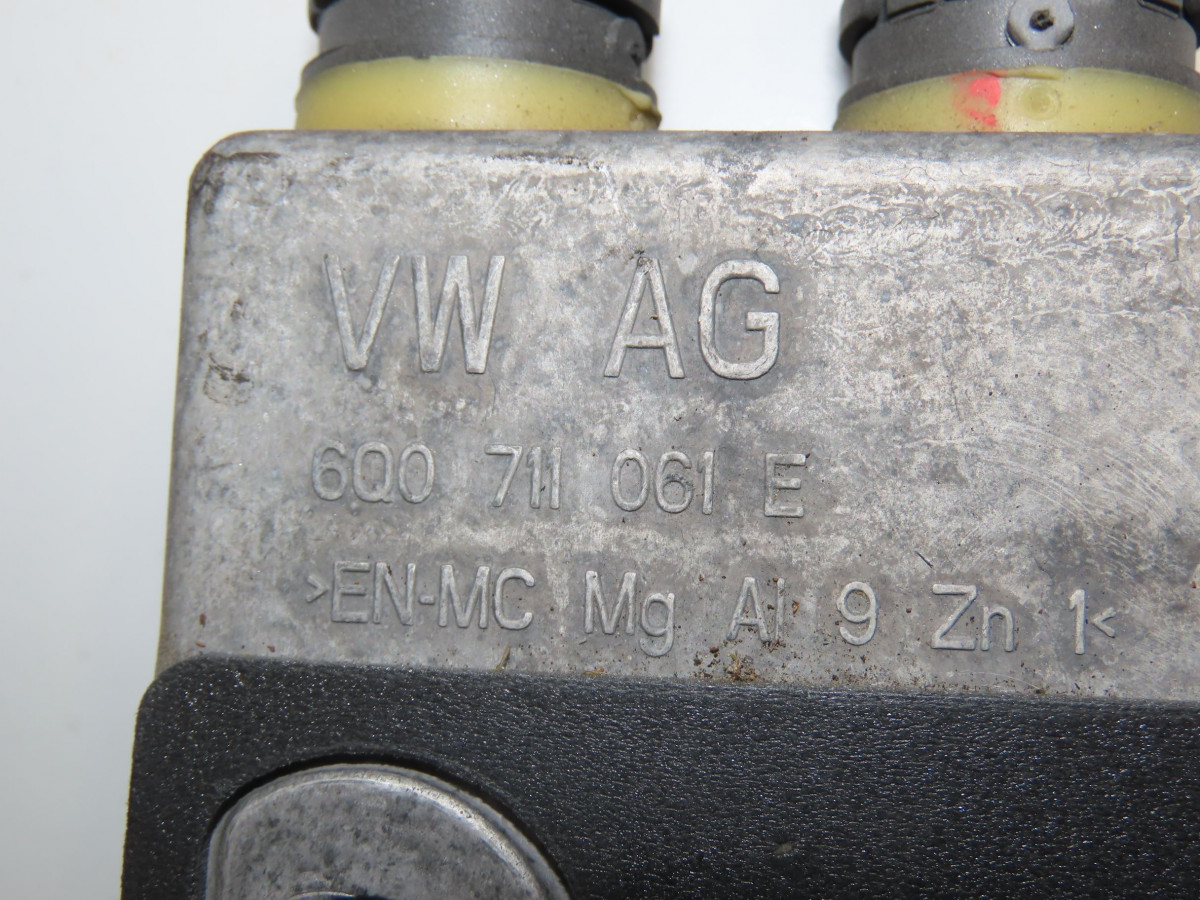 VW AG
6Q0 711 061 E
>EN-MC Mg Al 9 Zn 1<